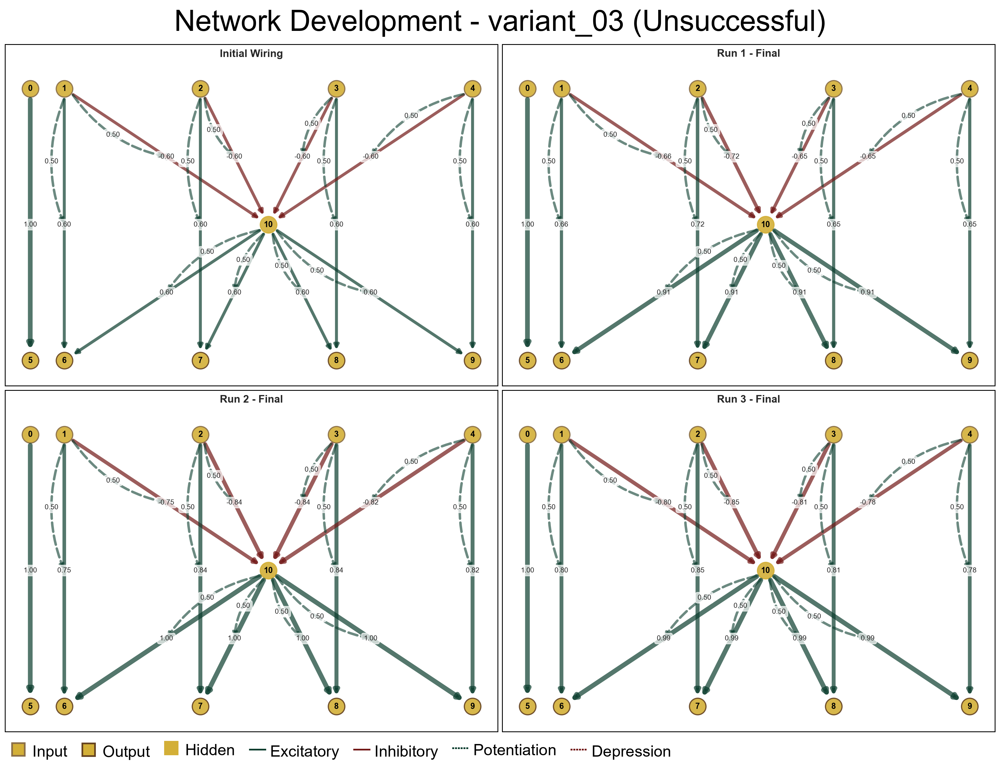 Network Development - variant_03 (Unsuccessful)
Initial Wiring
0 1 2 3 4
0.50
0.50 0.50
0.50
-0.60 -0.60 -0.60 -0.60
0.50 0.50 0.50 0.50
10
1.00 0.60 0.60 0.60 0.60
0.50
0.50
0.50
0.50
0.60 0.60 0.60 0.60
5 6 7 8 9
Run 1 - Final
0 1 2 3 4
0.50
0.50 0.50
0.50
-0.66 -0.72 -0.65 -0.65
0.50 0.50 0.50 0.50
10
1.00 0.66 0.72 0.65 0.65
0.50
0.50
0.50
0.50
0.91 0.91 0.91 0.91
5 6 7 8 9
Run 2 - Final
0 1 2 3 4
0.50
0.50 0.50
0.50
-0.75 -0.84 -0.84 -0.82
0.50 0.50 0.50 0.50
10
1.00 0.75 0.84 0.84 0.82
0.50
0.50
0.50
0.50
1.00 1.00 1.00 1.00
5 6 7 8 9
Run 3 - Final
0 1 2 3 4
0.50
0.50 0.50
0.50
-0.80 -0.85 -0.81 -0.78
0.50 0.50 0.50 0.50
10
1.00 0.80 0.85 0.81 0.78
0.50
0.50
0.50
0.50
0.99 0.99 0.99 0.99
5 6 7 8 9
Input Output Hidden Excitatory Inhibitory Potentiation Depression